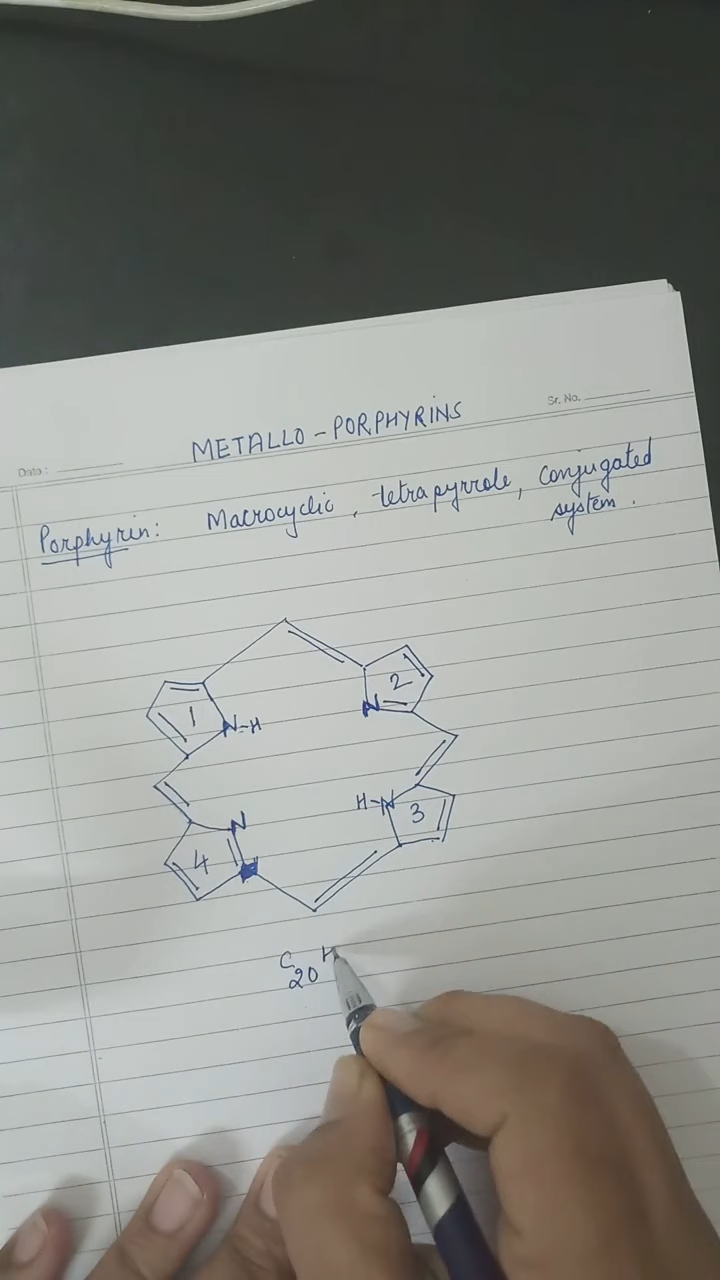 Sr. No.
Date :
METALLO - PORPHYRINS
Porphyrin: Macrocyclic, tetrapyrrole, conjugated
system.
1
N-H
2
N
H-N
3
N
4
C20 H